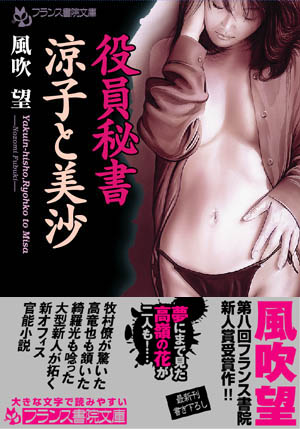 フランス書院文庫
役員秘書
涼子と美沙
風吹 望
Yakuin-hisho, Ryohko to Misa
—Nozomi Fubuki—
風吹望
第八回フランス書院
新人賞受賞作!!
夢にまで見た
高嶺の花が
二人も!……
最新刊
書き下ろし
牧村僚が驚いた
高竜也も頷いた
綺羅光も唸った
大型新人が拓く
新オフィス
官能小説
大きな文字で読みやすい
フランス書院文庫